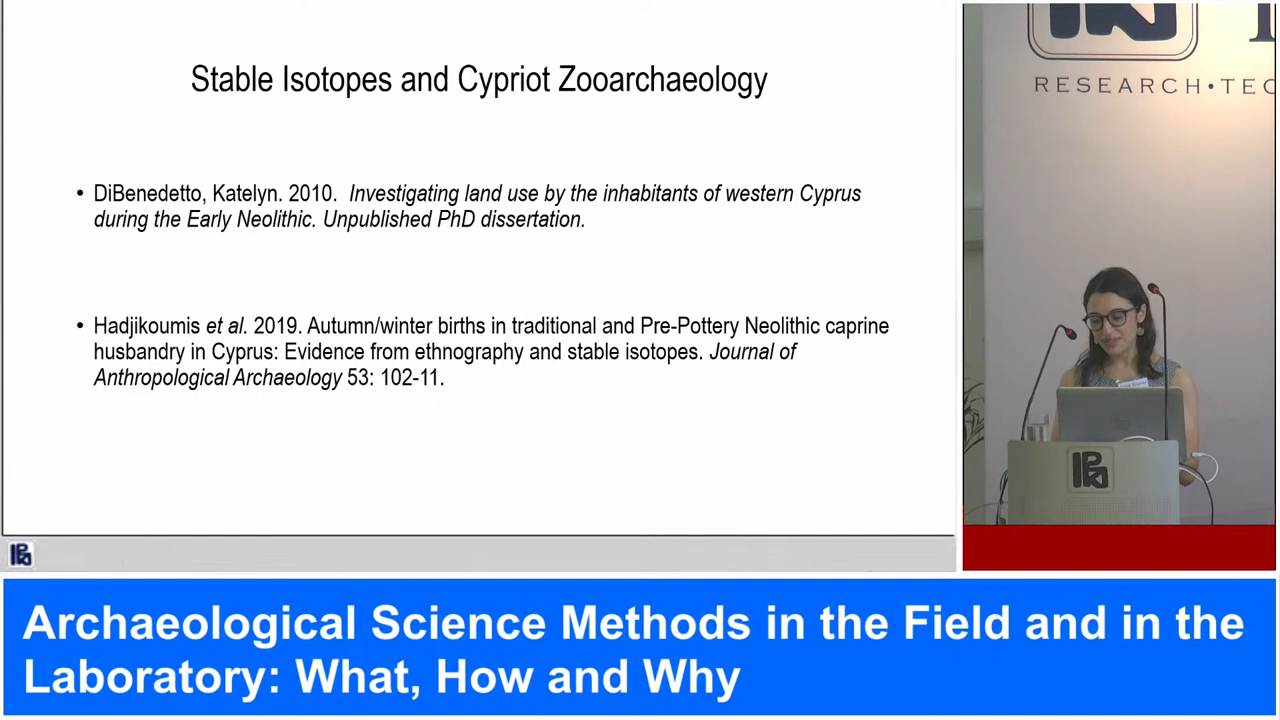 Stable Isotopes and Cypriot Zooarchaeology
• DiBenedetto, Katelyn. 2010. Investigating land use by the inhabitants of western Cyprus
during the Early Neolithic. Unpublished PhD dissertation.
• Hadjikoumis et al. 2019. Autumn/winter births in traditional and Pre-Pottery Neolithic caprine
husbandry in Cyprus: Evidence from ethnography and stable isotopes. Journal of
Anthropological Archaeology 53: 102-11.
RESEARCH • TEC
Archaeological Science Methods in the Field and in the
Laboratory: What, How and Why